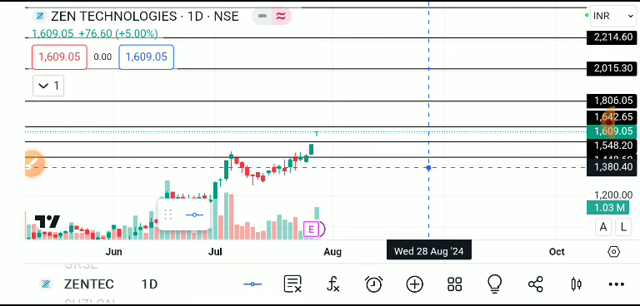 ZEN TECHNOLOGIES · 1D · NSE
INR
1,609.05 +76.60 (+5.00%)
2,214.60
1,609.05 0.00 1,609.05
2,015.30
1
1,806.05
1,642.65
1,609.05
1,548.20
1,380.40
1,200.00
1.03 M
E
A L
Jun Jul Aug Wed 28 Aug '24 Oct
ZENTEC 1D